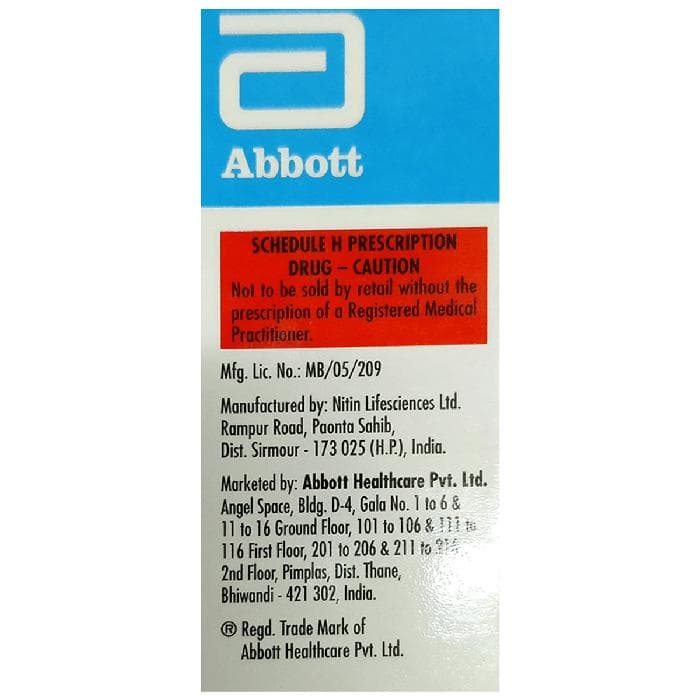 Abbott
SCHEDULE H PRESCRIPTION
DRUG – CAUTION
Not to be sold by retail without the
prescription of a Registered Medical
Practitioner.
Mfg. Lic. No.: MB/05/209
Manufactured by: Nitin Lifesciences Ltd.
Rampur Road, Paonta Sahib,
Dist. Sirmour - 173 025 (H.P.), India.
Marketed by: Abbott Healthcare Pvt. Ltd.
Angel Space, Bldg. D-4, Gala No. 1 to 6 &
11 to 16 Ground Floor, 101 to 106 & 111 to
116 First Floor, 201 to 206 & 211 to
2nd Floor, Pimplas, Dist. Thane,
Bhiwandi - 421 302, India.
® Regd. Trade Mark of
Abbott Healthcare Pvt. Ltd.